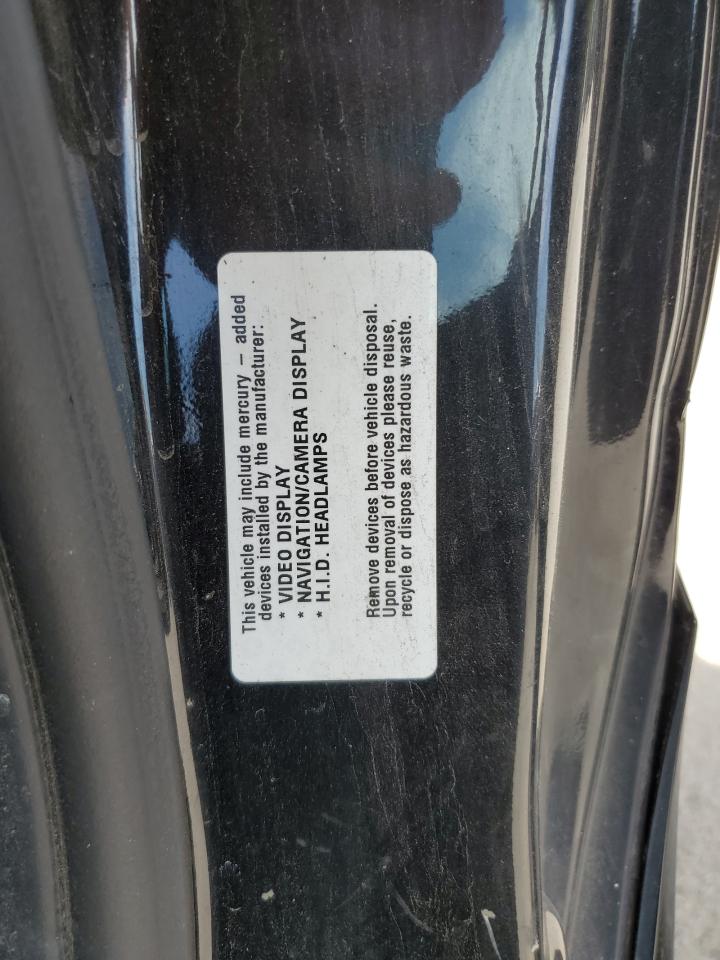 This vehicle may include mercury – added
devices installed by the manufacturer:
* VIDEO DISPLAY
* NAVIGATION/CAMERA DISPLAY
* H.I.D. HEADLAMPS
Remove devices before vehicle disposal.
Upon removal of devices please reuse,
recycle or dispose as hazardous waste.